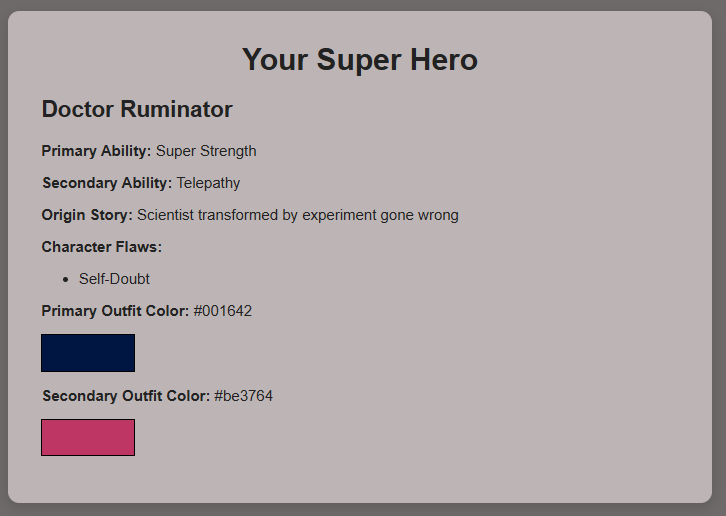 Your Super Hero
Doctor Ruminator
Primary Ability: Super Strength
Secondary Ability: Telepathy
Origin Story: Scientist transformed by experiment gone wrong
Character Flaws:
• Self-Doubt
Primary Outfit Color: #001642
Secondary Outfit Color: #be3764